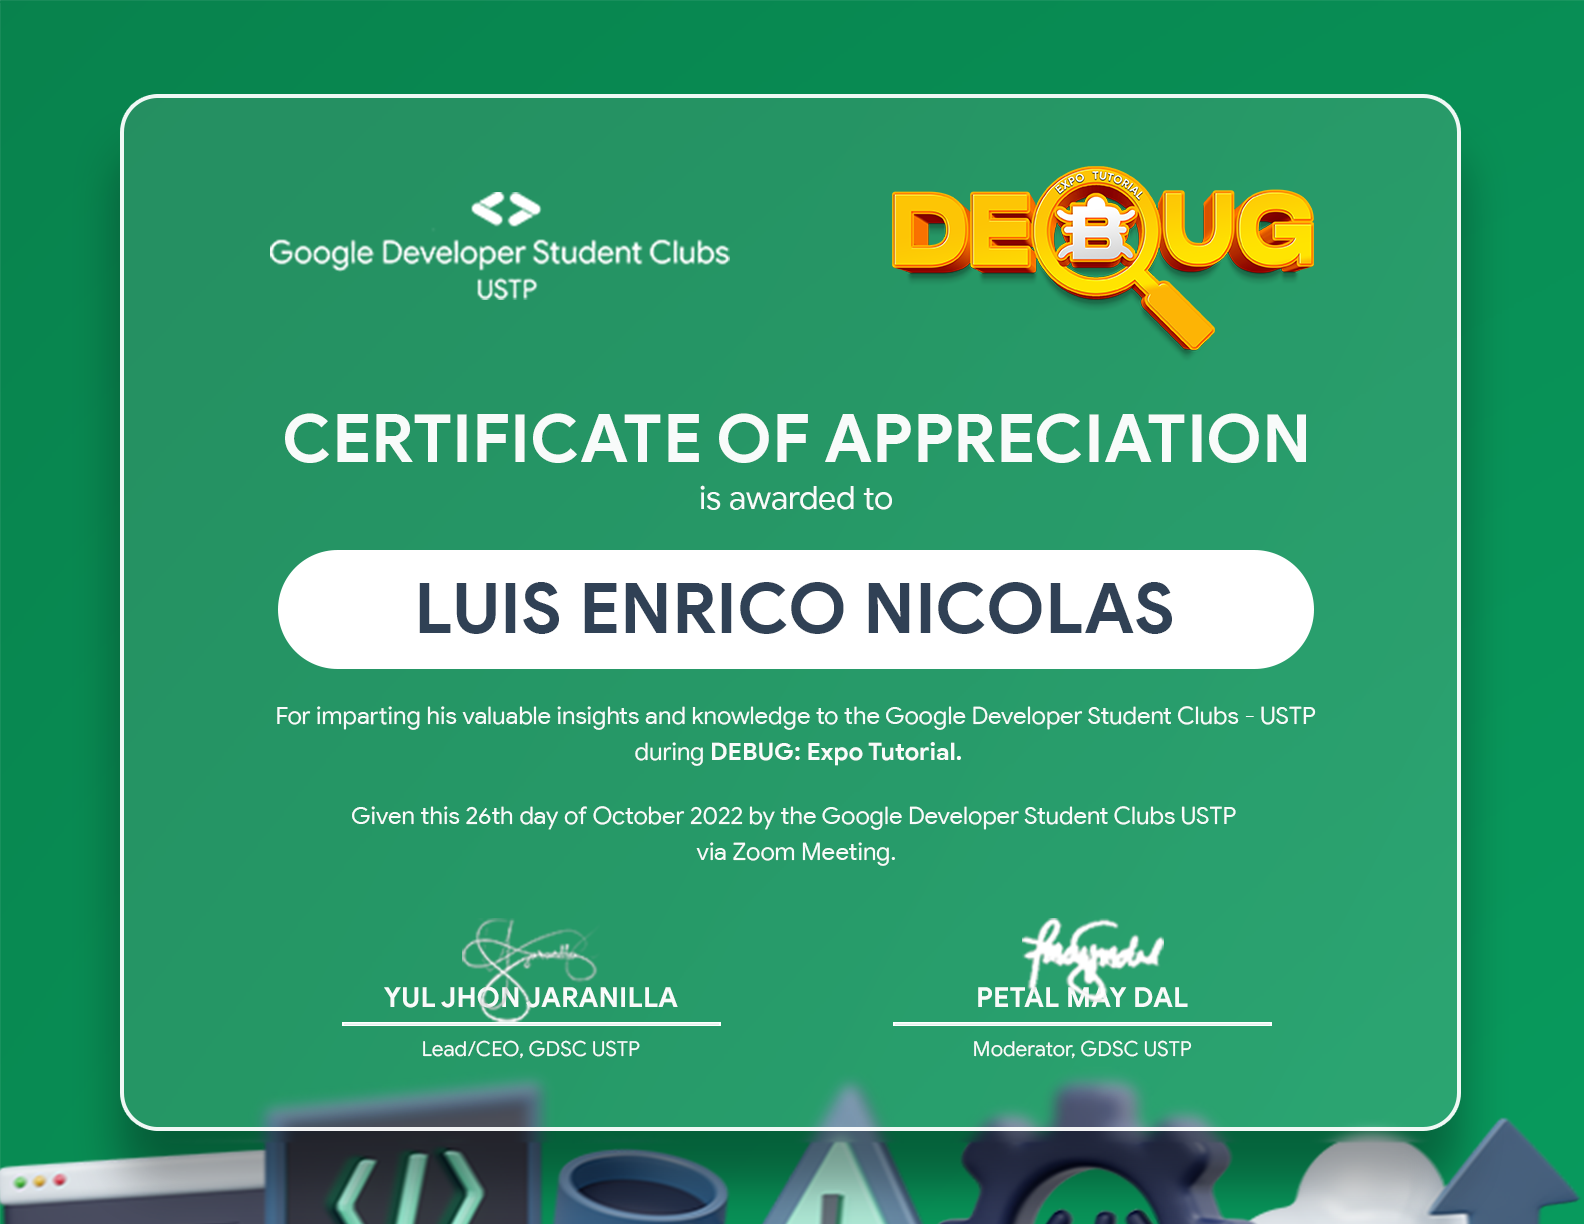 Google Developer Student Clubs
USTP
EXPO TUTORIAL
DEBUG
CERTIFICATE OF APPRECIATION
is awarded to
LUIS ENRICO NICOLAS
For imparting his valuable insights and knowledge to the Google Developer Student Clubs - USTP
during DEBUG: Expo Tutorial.
Given this 26th day of October 2022 by the Google Developer Student Clubs USTP
via Zoom Meeting.
YUL JHON JARANILLA
Lead/CEO, GDSC USTP
PETAL MAY DAL
Moderator, GDSC USTP